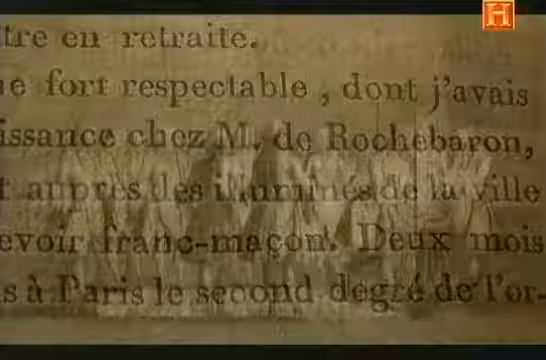 tre en retraite.
e fort respectable, dont j'avais
issance chez M. de Rochebaron,
t auprès des illuminés de la ville
evoir franc-maçon. Deux mois
s à Paris le second degré de l'or-
H